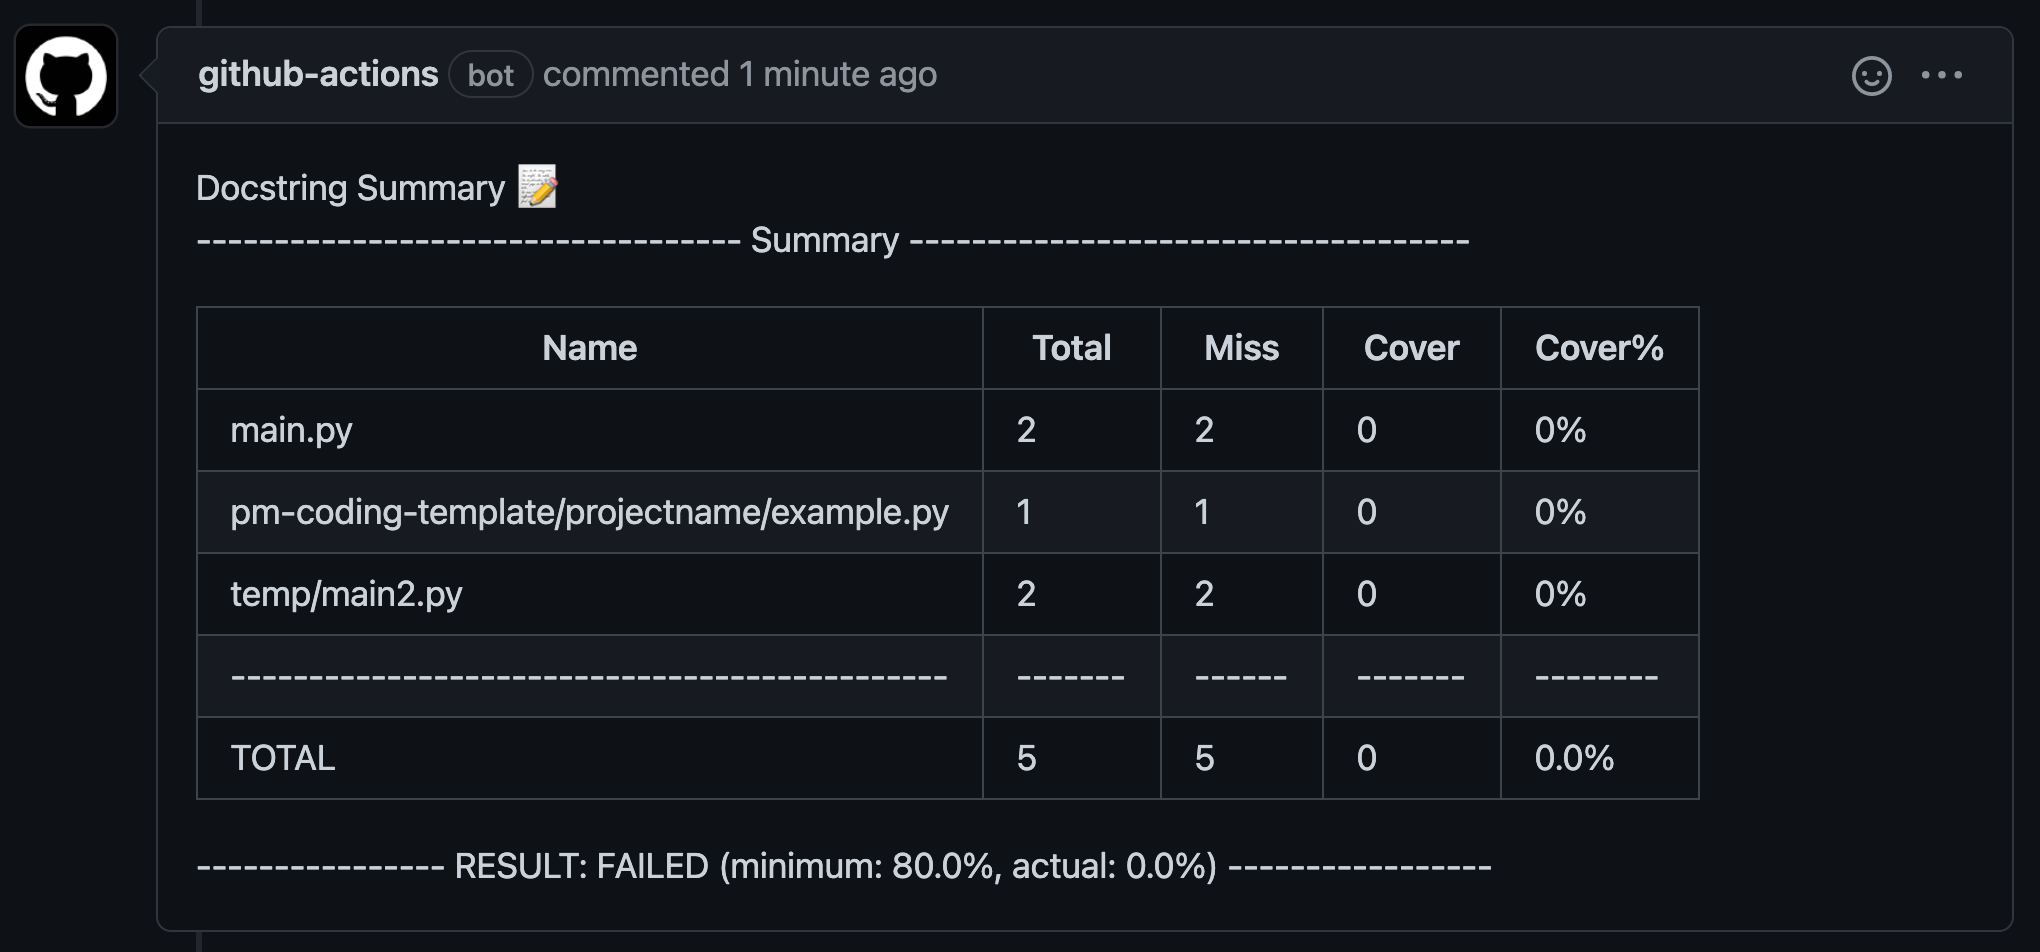 github-actions bot commented 1 minute ago
Docstring Summary 📝
----------------------------------- Summary ------------------------------------
Name Total Miss Cover Cover%
main.py 2 2 0 0%
pm-coding-template/projectname/example.py 1 1 0 0%
temp/main2.py 2 2 0 0%
---------------------------------------------- ------- ------ ------- --------
TOTAL 5 5 0 0.0%
---------------- RESULT: FAILED (minimum: 80.0%, actual: 0.0%) -----------------